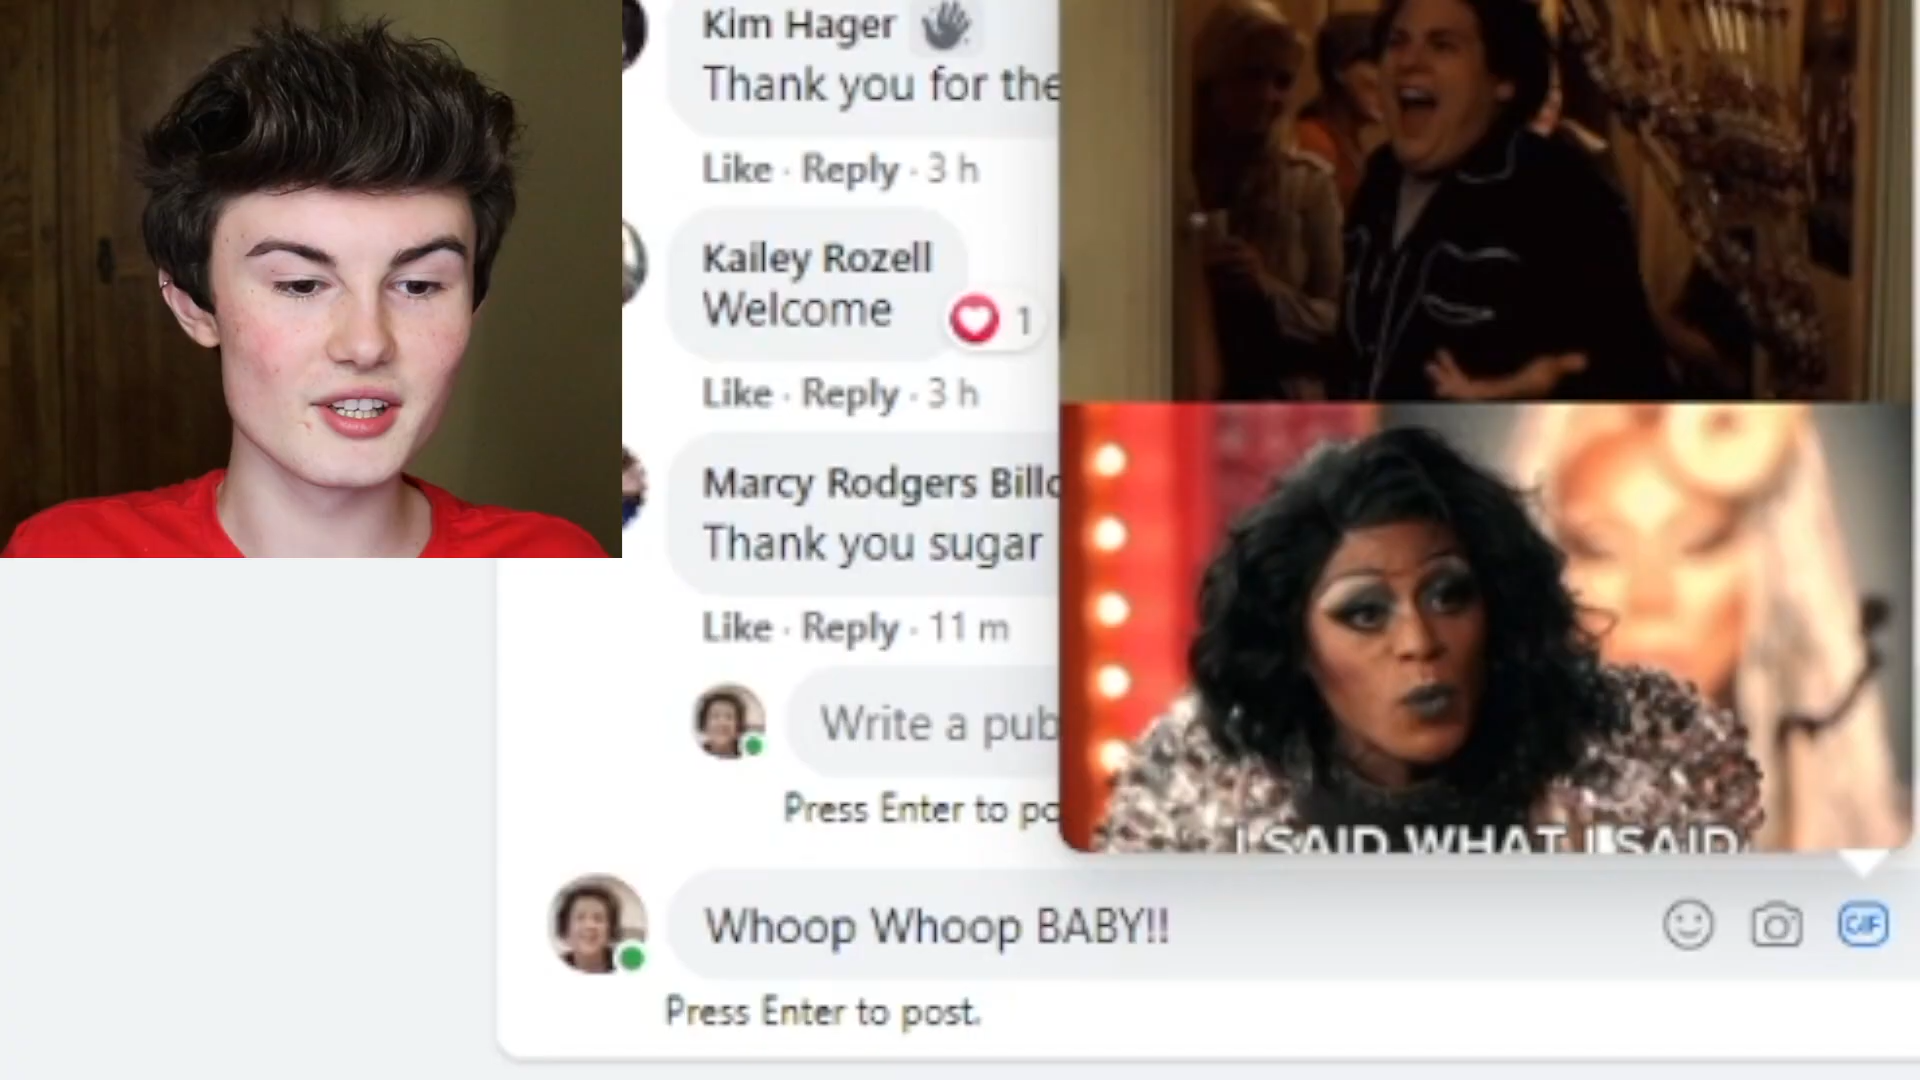 Kim Hager
Thank you for the
Like · Reply · 3 h
Kailey Rozell
Welcome
1
Like · Reply · 3 h
Marcy Rodgers
Thank you sugar
Like · Reply · 11 m
Write a pub
Press Enter to po
I SAID WHAT I SAID
Whoop Whoop BABY!!
GIF
Press Enter to post.